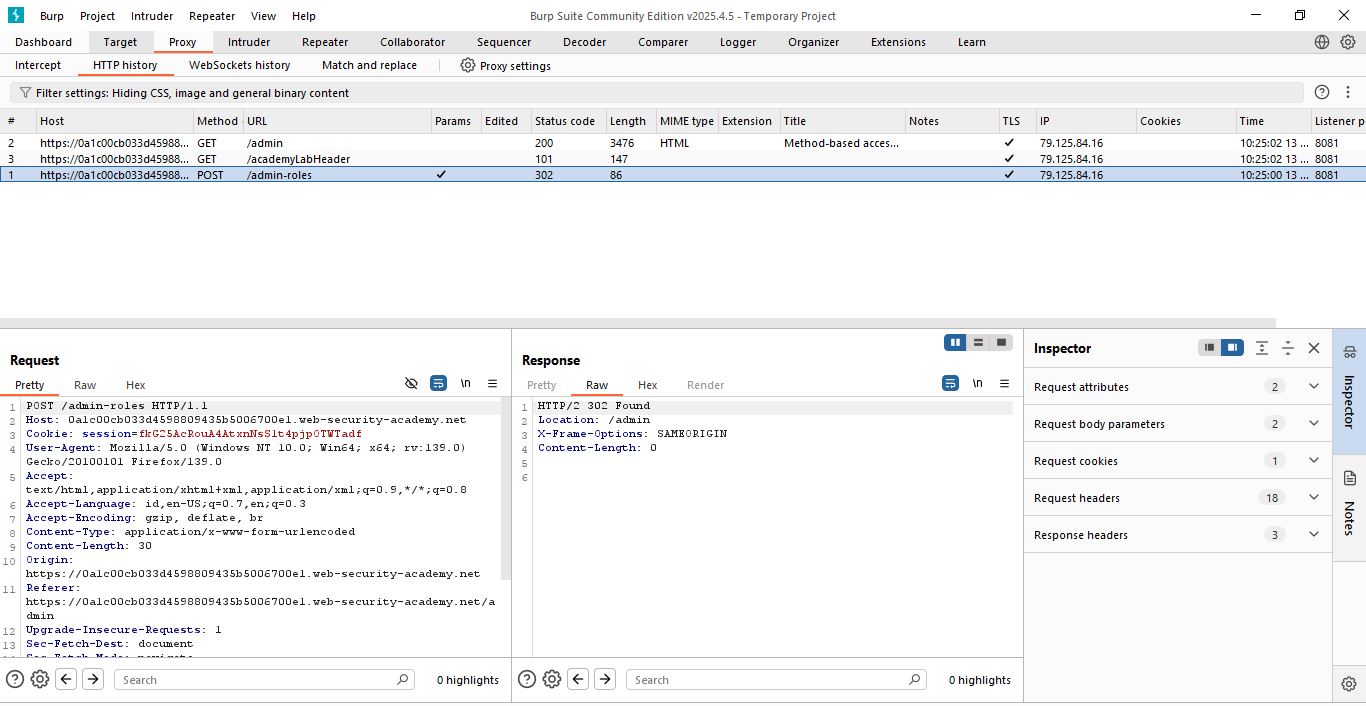 Burp Project Intruder Repeater View Help Burp Suite Community Edition v2025.4.5 - Temporary Project
Dashboard Target Proxy Intruder Repeater Collaborator Sequencer Decoder Comparer Logger Organizer Extensions Learn
Intercept HTTP history WebSockets history Match and replace Proxy settings
Filter settings: Hiding CSS, image and general binary content
# Host Method URL Params Edited Status code Length MIME type Extension Title Notes TLS IP Cookies Time Listener p
2 https://0a1c00cb033d45988... GET /admin 200 3476 HTML Method-based acces... ✓ 79.125.84.16 10:25:02 13 ... 8081
3 https://0a1c00cb033d45988... GET /academyLabHeader 101 147 ✓ 79.125.84.16 10:25:02 13 ... 8081
1 https://0a1c00cb033d45988... POST /admin-roles ✓ 302 86 ✓ 79.125.84.16 10:25:00 13 ... 8081
Request
Pretty Raw Hex \n
1 POST /admin-roles HTTP/1.1
2 Host: 0a1c00cb033d4598809435b5006700e1.web-security-academy.net
3 Cookie: session=fkG25AcRouA4AtxnNsSlt4pjpOTWTadf
4 User-Agent: Mozilla/5.0 (Windows NT 10.0; Win64; x64; rv:139.0)
Gecko/20100101 Firefox/139.0
5 Accept:
text/html,application/xhtml+xml,application/xml;q=0.9,*/*;q=0.8
6 Accept-Language: id,en-US;q=0.7,en;q=0.3
7 Accept-Encoding: gzip, deflate, br
8 Content-Type: application/x-www-form-urlencoded
9 Content-Length: 30
10 Origin:
https://0a1c00cb033d4598809435b5006700e1.web-security-academy.net
11 Referer:
https://0a1c00cb033d4598809435b5006700e1.web-security-academy.net/a
dmin
12 Upgrade-Insecure-Requests: 1
13 Sec-Fetch-Dest: document
Search 0 highlights
Response
Pretty Raw Hex Render \n
1 HTTP/2 302 Found
2 Location: /admin
3 X-Frame-Options: SAMEORIGIN
4 Content-Length: 0
5
6
Search 0 highlights
Inspector
Request attributes 2
Request body parameters 2
Request cookies 1
Request headers 18
Response headers 3
Inspector
Notes